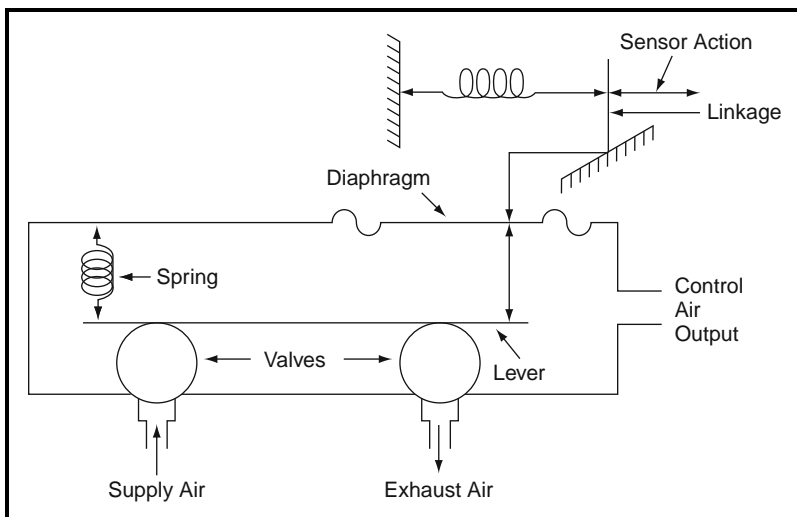 Sensor Action
Linkage
Diaphragm
Spring
Control
Air
Output
Valves
Lever
Supply Air
Exhaust Air